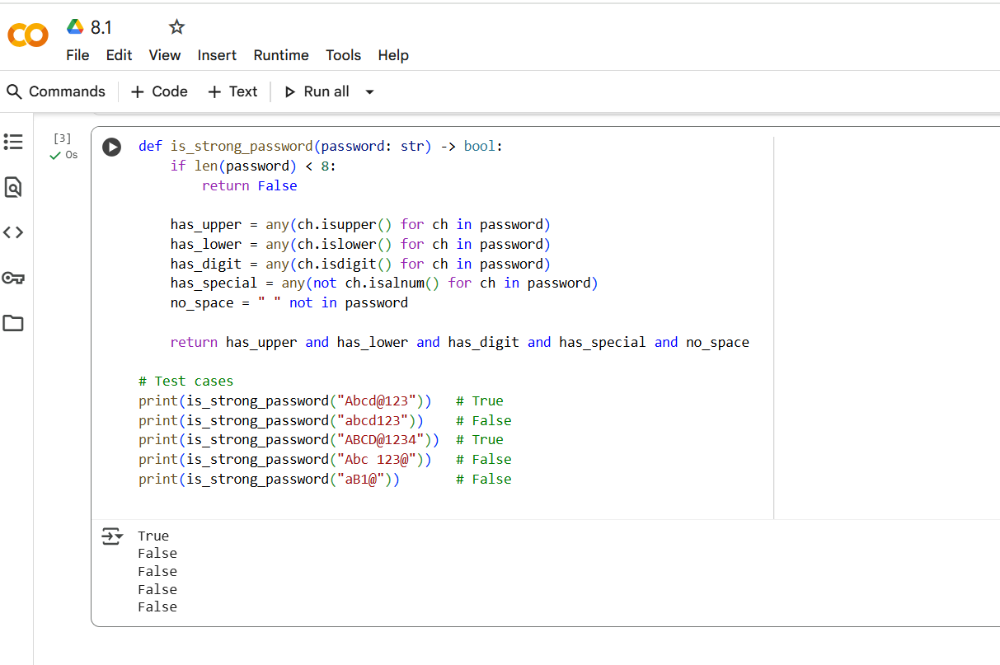 8.1
File Edit View Insert Runtime Tools Help
Commands + Code + Text Run all
[3]
0s
def is_strong_password(password: str) -> bool:
    if len(password) < 8:
        return False
    has_upper = any(ch.isupper() for ch in password)
    has_lower = any(ch.islower() for ch in password)
    has_digit = any(ch.isdigit() for ch in password)
    has_special = any(not ch.isalnum() for ch in password)
    no_space = " " not in password
    return has_upper and has_lower and has_digit and has_special and no_space
# Test cases
print(is_strong_password("Abcd@123"))   # True
print(is_strong_password("abcd123"))    # False
print(is_strong_password("ABCD@1234"))  # True
print(is_strong_password("Abc 123@"))   # False
print(is_strong_password("aB1@"))       # False
True
False
False
False
False